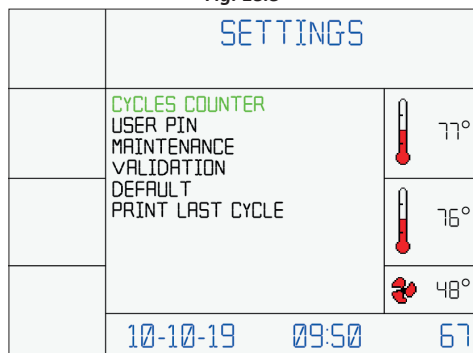 SETTINGS
CYCLES COUNTER
USER PIN
MAINTENANCE
VALIDATION
DEFAULT
PRINT LAST CYCLE
77°
76°
48°
10-10-19 09:50 67